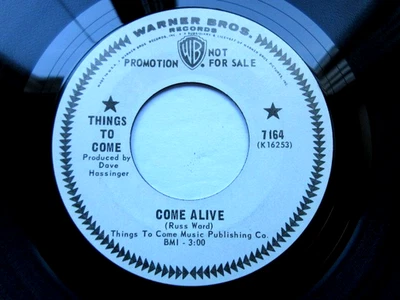 WARNER BROS.
RECORDS
WB
PROMOTION NOT FOR SALE
THINGS
TO
COME
Produced by
Dave
Hassinger
7164
(K16253)
COME ALIVE
(Russ Ward)
Things To Come Music Publishing Co.
BMI - 3:00